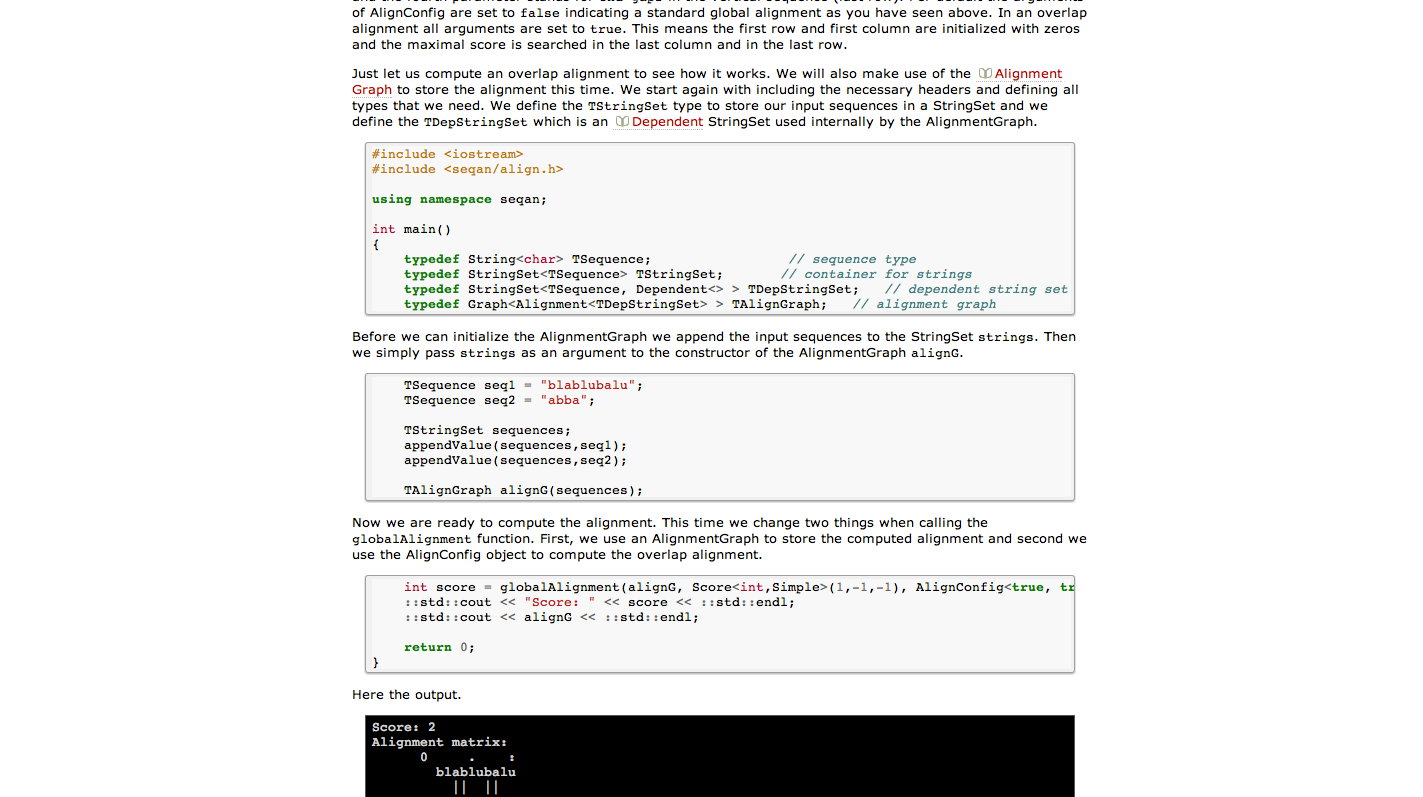 of AlignConfig are set to false indicating a standard global alignment as you have seen above. In an overlap
alignment all arguments are set to true. This means the first row and first column are initialized with zeros
and the maximal score is searched in the last column and in the last row.
Just let us compute an overlap alignment to see how it works. We will also make use of the Alignment
Graph to store the alignment this time. We start again with including the necessary headers and defining all
types that we need. We define the TStringSet type to store our input sequences in a StringSet and we
define the TDepStringSet which is an Dependent StringSet used internally by the AlignmentGraph.
#include <iostream>
#include <seqan/align.h>
using namespace seqan;
int main()
{
typedef String<char> TSequence; // sequence type
typedef StringSet<TSequence> TStringSet; // container for strings
typedef StringSet<TSequence, Dependent<> > TDepStringSet; // dependent string set
typedef Graph<Alignment<TDepStringSet> > TAlignGraph; // alignment graph
Before we can initialize the AlignmentGraph we append the input sequences to the StringSet strings. Then
we simply pass strings as an argument to the constructor of the AlignmentGraph alignG.
TSequence seq1 = "blablubalu";
TSequence seq2 = "abba";
TStringSet sequences;
appendValue(sequences,seq1);
appendValue(sequences,seq2);
TAlignGraph alignG(sequences);
Now we are ready to compute the alignment. This time we change two things when calling the
globalAlignment function. First, we use an AlignmentGraph to store the computed alignment and second we
use the AlignConfig object to compute the overlap alignment.
int score = globalAlignment(alignG, Score<int,Simple>(1,-1,-1), AlignConfig<true, tr
::std::cout << "Score: " << score << ::std::endl;
::std::cout << alignG << ::std::endl;
return 0;
}
Here the output.
Score: 2
Alignment matrix:
0 . :
blablubalu
|| ||